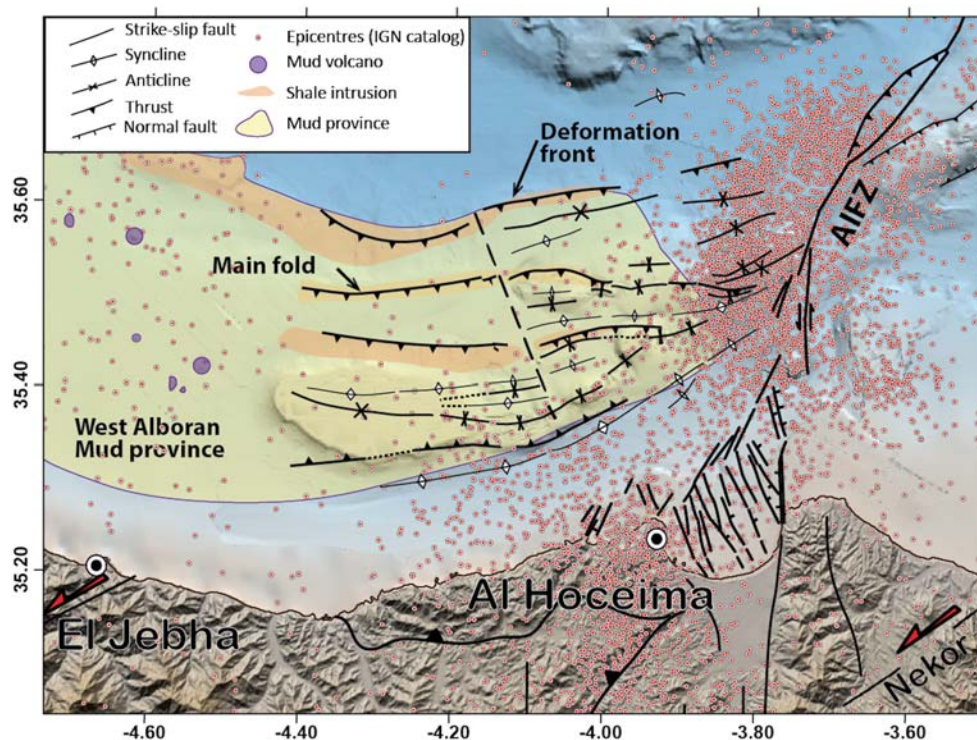 Strike-slip fault
Syncline
Anticline
Thrust
Normal fault
Epicentres (IGN catalog)
Mud volcano
Shale intrusion
Mud province
Deformation
front
AIFZ
Main fold
West Alboran
Mud province
El Jebha
Al Hoceima
Nekor
35.60
35.40
35.20
-4.60
-4.40
-4.20
-4.00
-3.80
-3.60